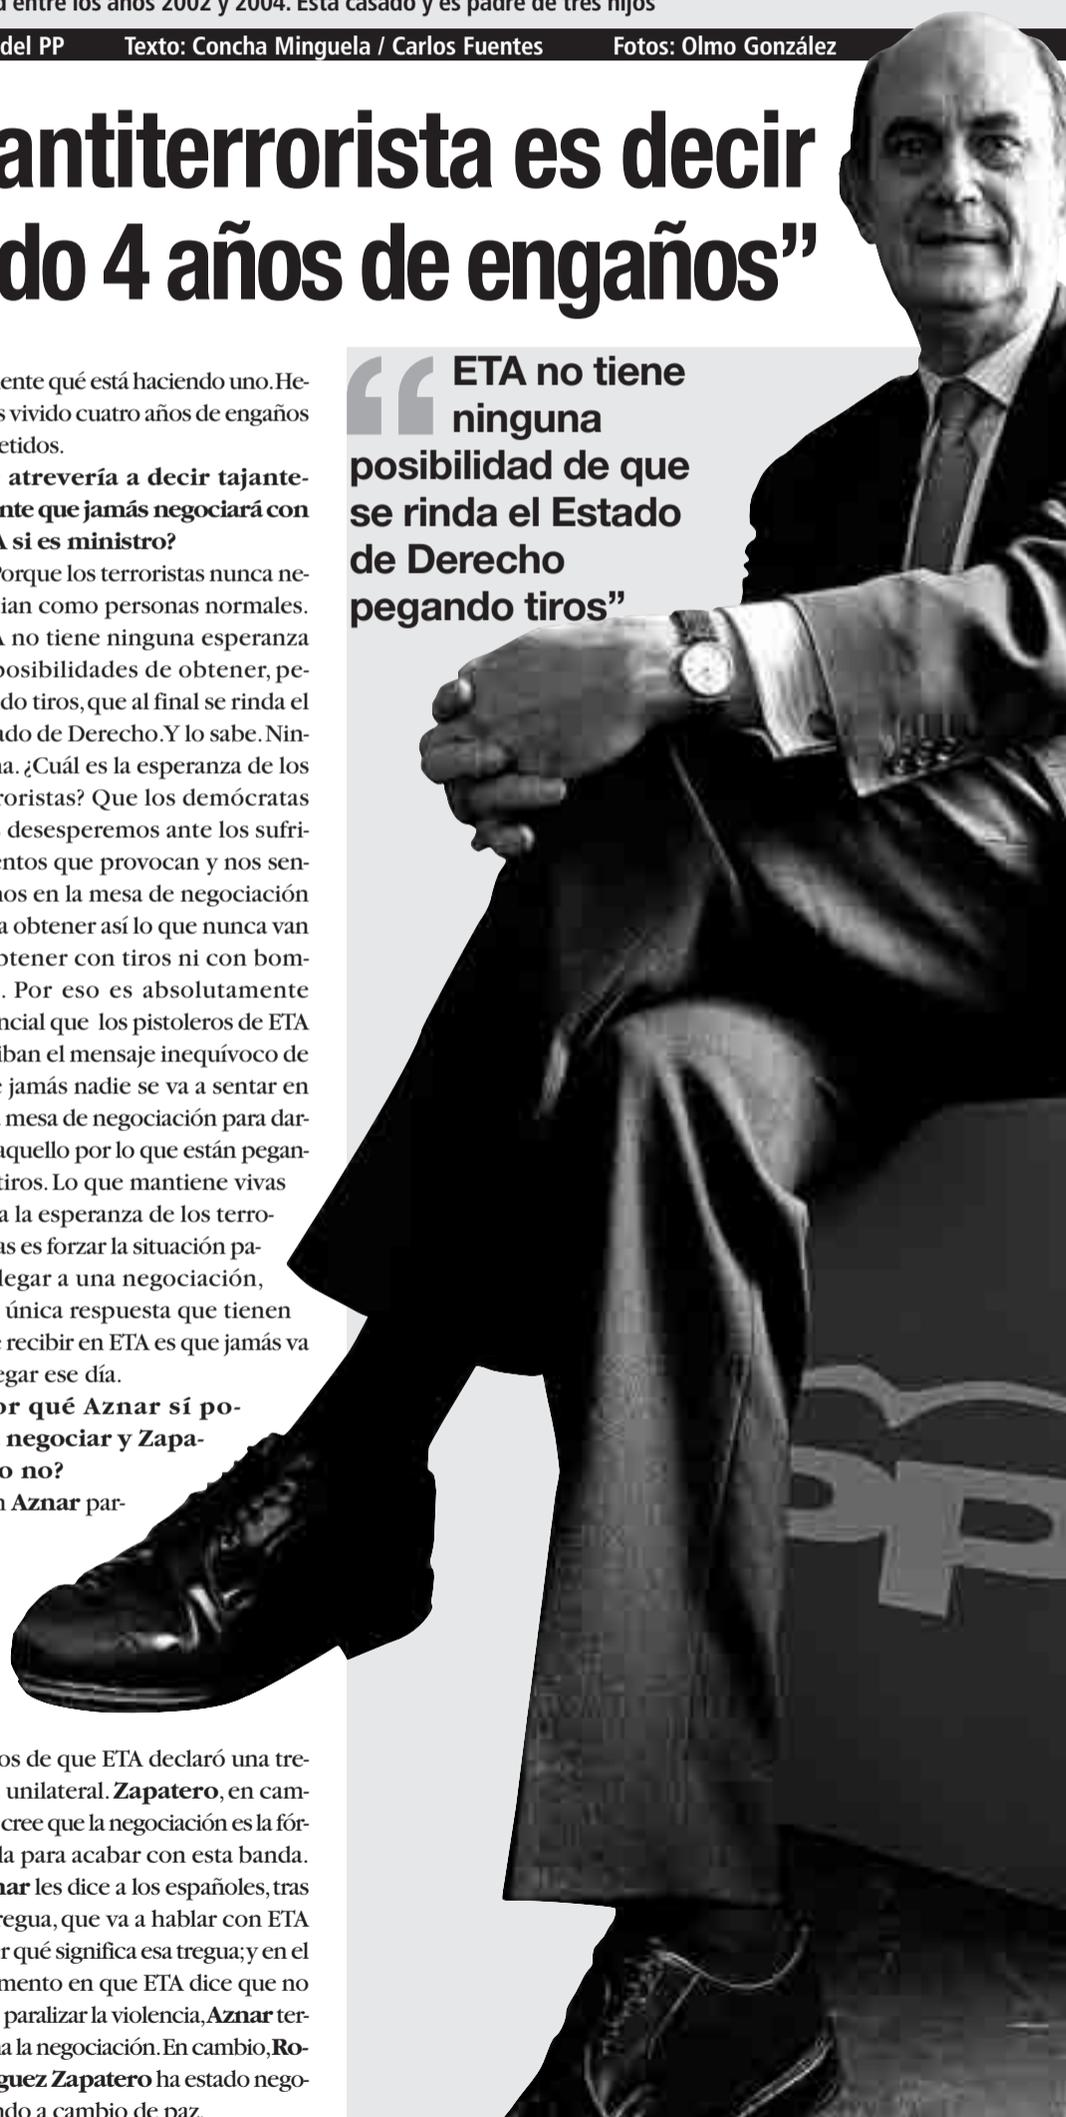 entre los años 2002 y 2004. Está casado y es padre de tres hijos
del PP Texto: Concha Minguela / Carlos Fuentes Fotos: Olmo González
antiterrorista es decir
do 4 años de engaños”
ente qué está haciendo uno. He-
s vivido cuatro años de engaños
etidos.
atrevería a decir tajante-
nte que jamás negociará con
A si es ministro?
Porque los terroristas nunca ne-
ian como personas normales.
A no tiene ninguna esperanza
posibilidades de obtener, pe-
do tiros, que al final se rinda el
ado de Derecho. Y lo sabe. Nin-
na. ¿Cuál es la esperanza de los
roristas? Que los demócratas
desesperemos ante los sufri-
entos que provocan y nos sen-
nos en la mesa de negociación
a obtener así lo que nunca van
btener con tiros ni con bom-
. Por eso es absolutamente
ncial que los pistoleros de ETA
iban el mensaje inequívoco de
e jamás nadie se va a sentar en
mesa de negociación para dar-
aquello por lo que están pegan-
tiros. Lo que mantiene vivas
a la esperanza de los terro-
as es forzar la situación pa-
legar a una negociación,
única respuesta que tienen
e recibir en ETA es que jamás va
egar ese día.
or qué Aznar sí po-
negociar y Zapa-
o no?
n Aznar par-
os de que ETA declaró una tre-
unilateral. Zapatero, en cam-
cree que la negociación es la fór-
la para acabar con esta banda.
nar les dice a los españoles, tras
regua, que va a hablar con ETA
r qué significa esa tregua; y en el
mento en que ETA dice que no
paralizar la violencia, Aznar ter-
na la negociación. En cambio, Ro-
guez Zapatero ha estado nego-
ndo a cambio de paz.
“ETA no tiene
ninguna
posibilidad de que
se rinda el Estado
de Derecho
pegando tiros”
pp